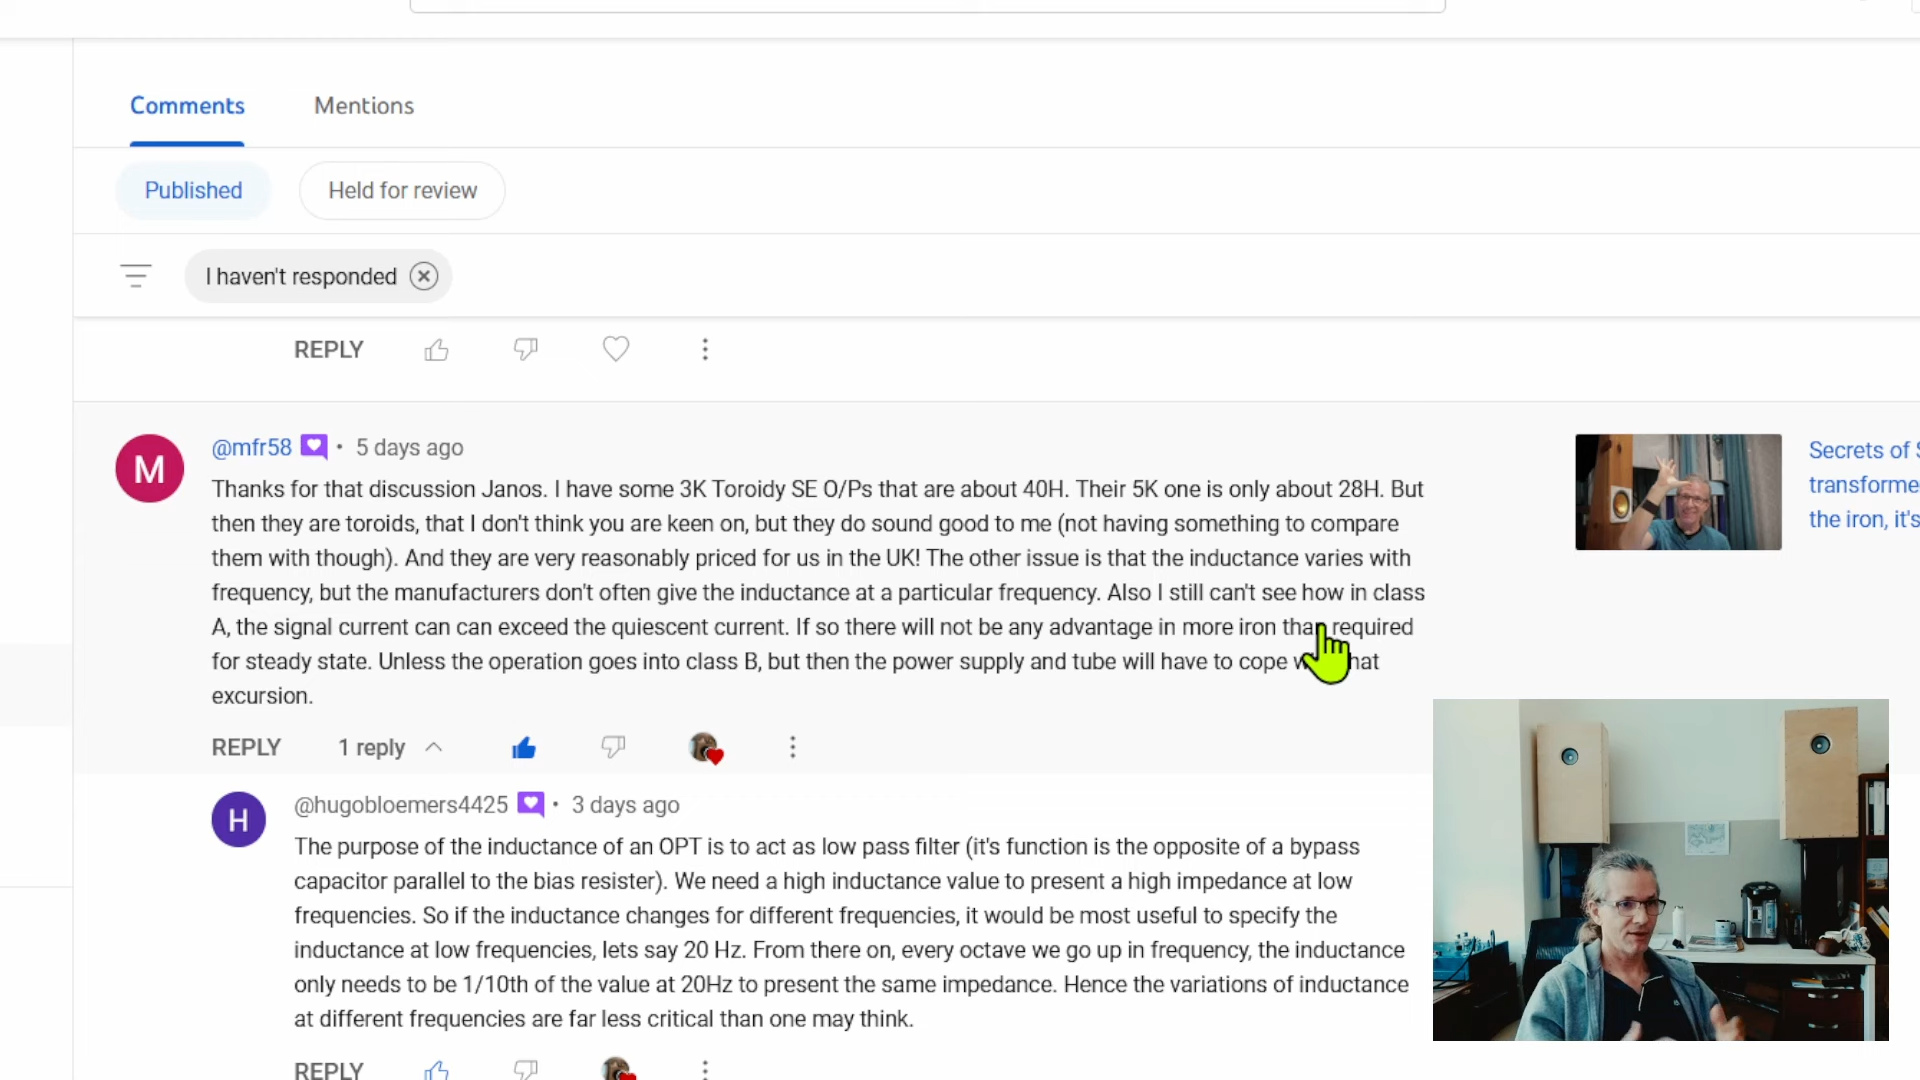 Comments
Mentions
Published
Held for review
I haven't responded
REPLY
M
@mfr58 • 5 days ago
Thanks for that discussion Janos. I have some 3K Toroidy SE O/Ps that are about 40H. Their 5K one is only about 28H. But
then they are toroids, that I don't think you are keen on, but they do sound good to me (not having something to compare
them with though). And they are very reasonably priced for us in the UK! The other issue is that the inductance varies with
frequency, but the manufacturers don't often give the inductance at a particular frequency. Also I still can't see how in class
A, the signal current can can exceed the quiescent current. If so there will not be any advantage in more iron than required
for steady state. Unless the operation goes into class B, but then the power supply and tube will have to cope
excursion.
Secrets of
transforme
the iron, it's
REPLY
1 reply
H
@hugobloemers4425 • 3 days ago
The purpose of the inductance of an OPT is to act as low pass filter (it's function is the opposite of a bypass
capacitor parallel to the bias resister). We need a high inductance value to present a high impedance at low
frequencies. So if the inductance changes for different frequencies, it would be most useful to specify the
inductance at low frequencies, lets say 20 Hz. From there on, every octave we go up in frequency, the inductance
only needs to be 1/10th of the value at 20Hz to present the same impedance. Hence the variations of inductance
at different frequencies are far less critical than one may think.
REPLY